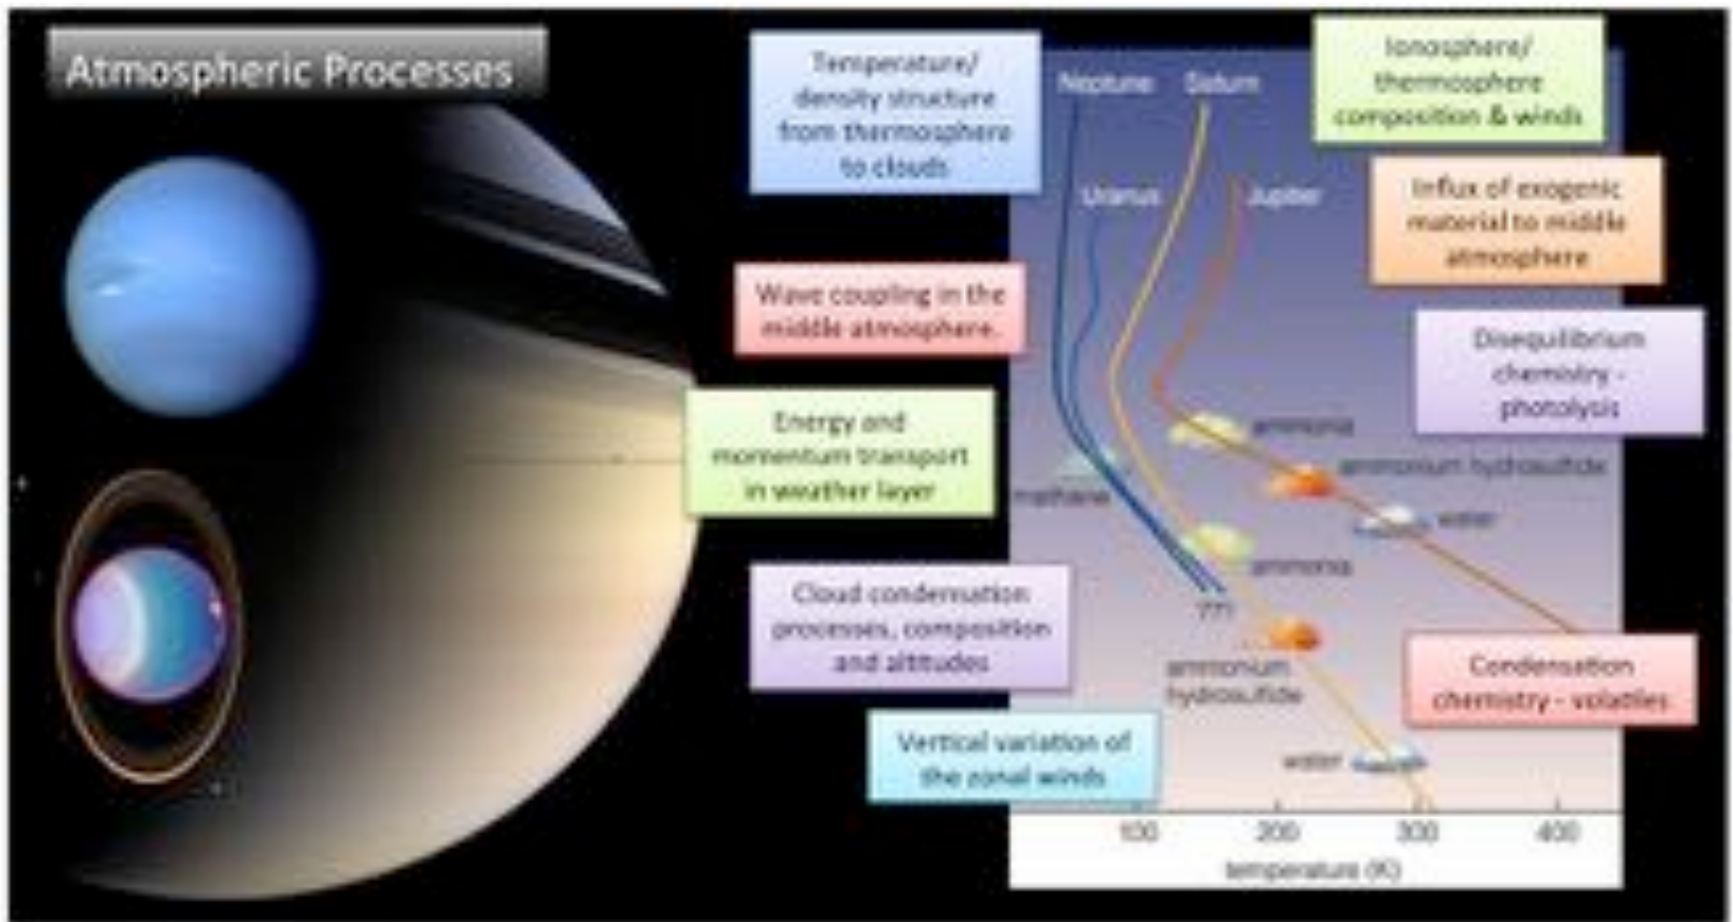 Atmospheric Processes
Temperature/
density structure
from thermosphere
to clouds
Neptune
Saturn
Ionosphere/
thermosphere
composition & winds
Uranus
Jupiter
Influx of exogenic
material to middle
atmosphere
Wave coupling in the
middle atmosphere.
Disequilibrium
chemistry -
photolysis
Energy and
momentum transport
in weather layer
ammonia
ammonium hydrosulfide
methane
water
ammonia
Cloud condensation
processes, composition
and altitudes
???
ammonium
hydrosulfide
Condensation
chemistry - volatiles
Vertical variation of
the zonal winds
water
100 200 300 400
temperature (K)